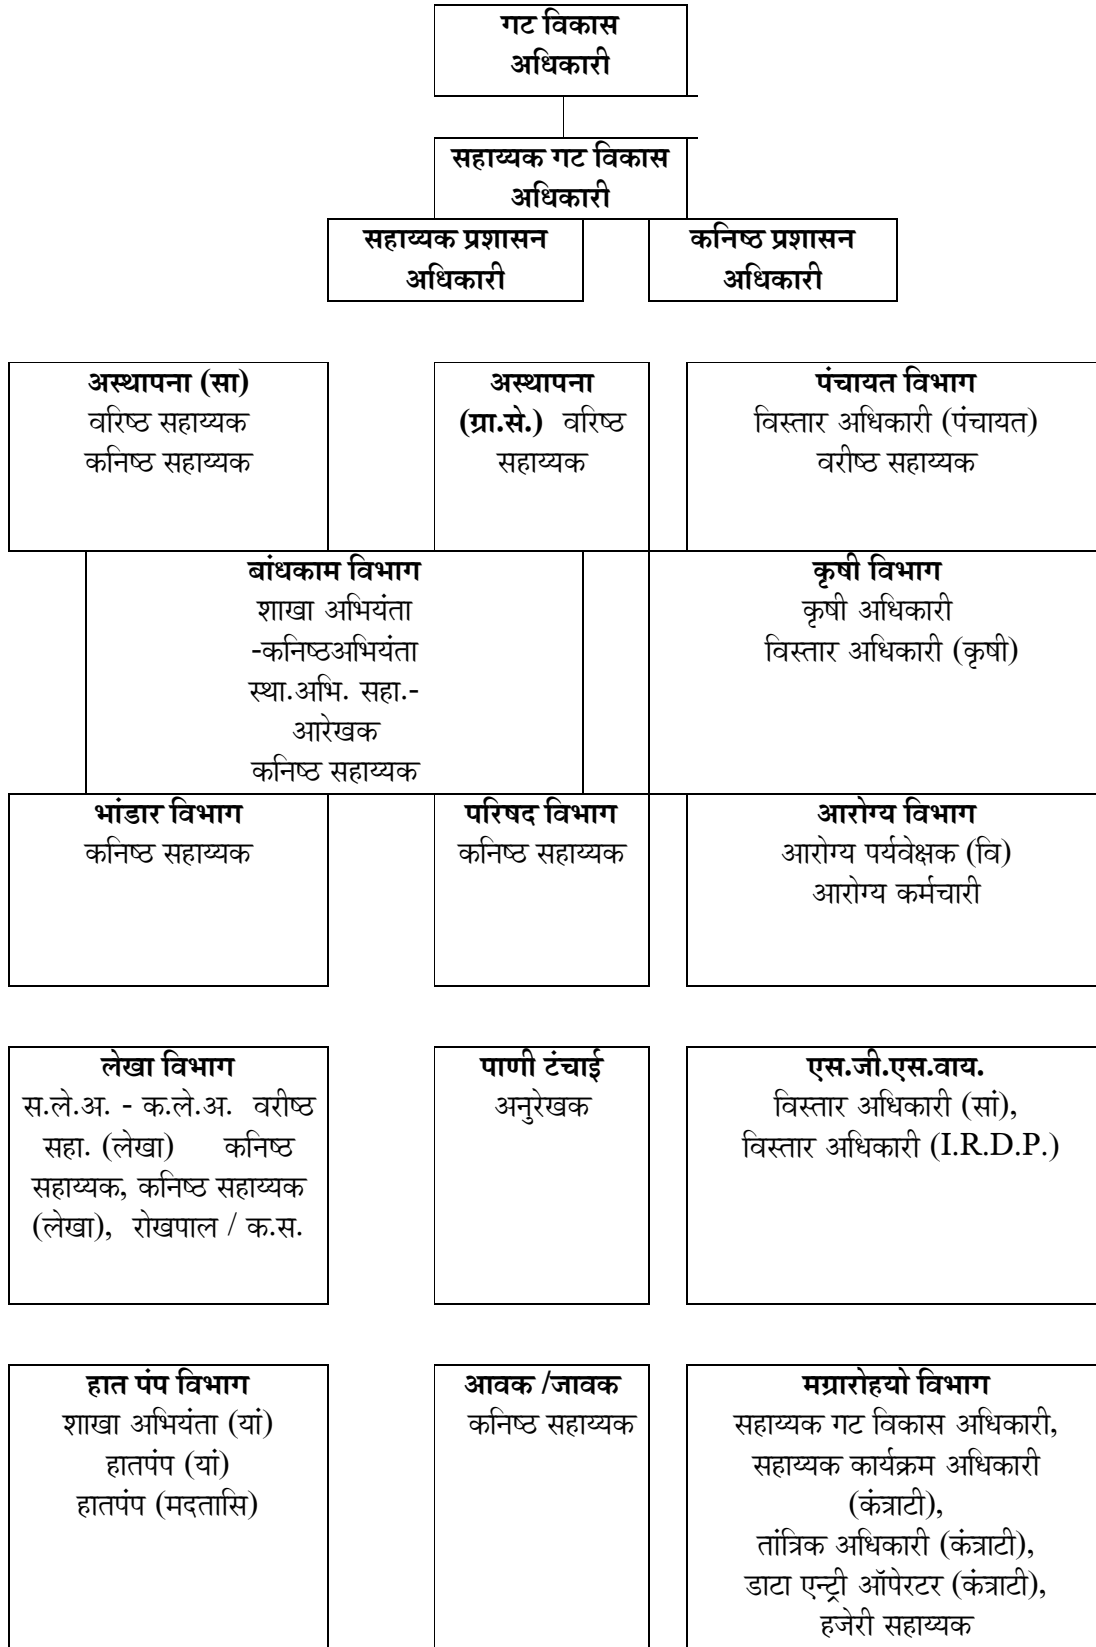 गट विकास
अधिकारी
सहाय्यक गट विकास
अधिकारी
सहाय्यक प्रशासन
अधिकारी
कनिष्ठ प्रशासन
अधिकारी
अस्थापना (सा)
वरिष्ठ सहाय्यक
कनिष्ठ सहाय्यक
अस्थापना
(ग्रा.से.) वरिष्ठ
सहाय्यक
पंचायत विभाग
विस्तार अधिकारी (पंचायत)
वरीष्ठ सहाय्यक
बांधकाम विभाग
शाखा अभियंता
-कनिष्ठअभियंता
स्था.अभि. सहा.-
आरेखक
कनिष्ठ सहाय्यक
कृषी विभाग
कृषी अधिकारी
विस्तार अधिकारी (कृषी)
भांडार विभाग
कनिष्ठ सहाय्यक
परिषद विभाग
कनिष्ठ सहाय्यक
आरोग्य विभाग
आरोग्य पर्यवेक्षक (वि)
आरोग्य कर्मचारी
लेखा विभाग
स.ले.अ. - क.ले.अ. वरीष्ठ
सहा. (लेखा) कनिष्ठ
सहाय्यक, कनिष्ठ सहाय्यक
(लेखा), रोखपाल / क.स.
पाणी टंचाई
अनुरेखक
एस.जी.एस.वाय.
विस्तार अधिकारी (सां),
विस्तार अधिकारी (I.R.D.P.)
हात पंप विभाग
शाखा अभियंता (यां)
हातपंप (यां)
हातपंप (मदतासि)
आवक /जावक
कनिष्ठ सहाय्यक
मग्रारोहयो विभाग
सहाय्यक गट विकास अधिकारी,
सहाय्यक कार्यक्रम अधिकारी
(कंत्राटी),
तांत्रिक अधिकारी (कंत्राटी),
डाटा एन्ट्री ऑपेरटर (कंत्राटी),
हजेरी सहाय्यक